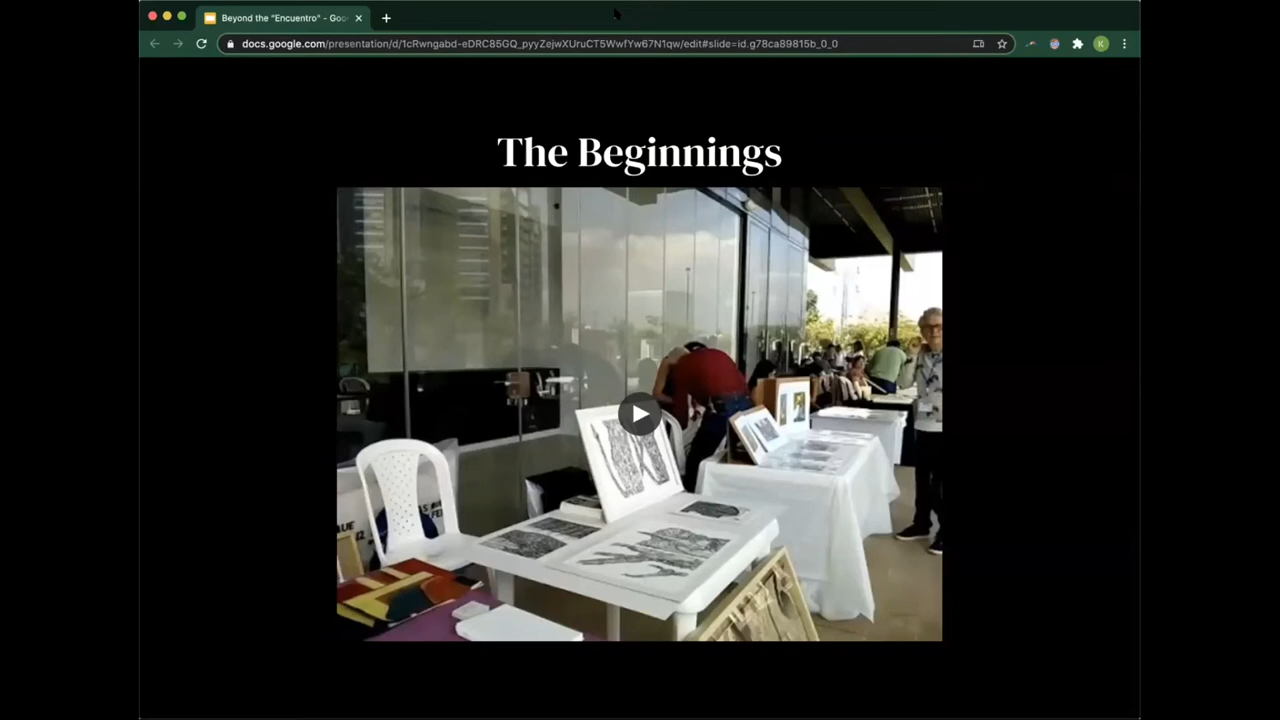 Beyond the "Encuentro" - Goo
docs.google.com/presentation/d/1cRwngabd-eDRC85GQ_pyyZejwXUruCT5WwfYw67N1qw/edit#slide=id.g78ca89815b_0_0
K
The Beginnings